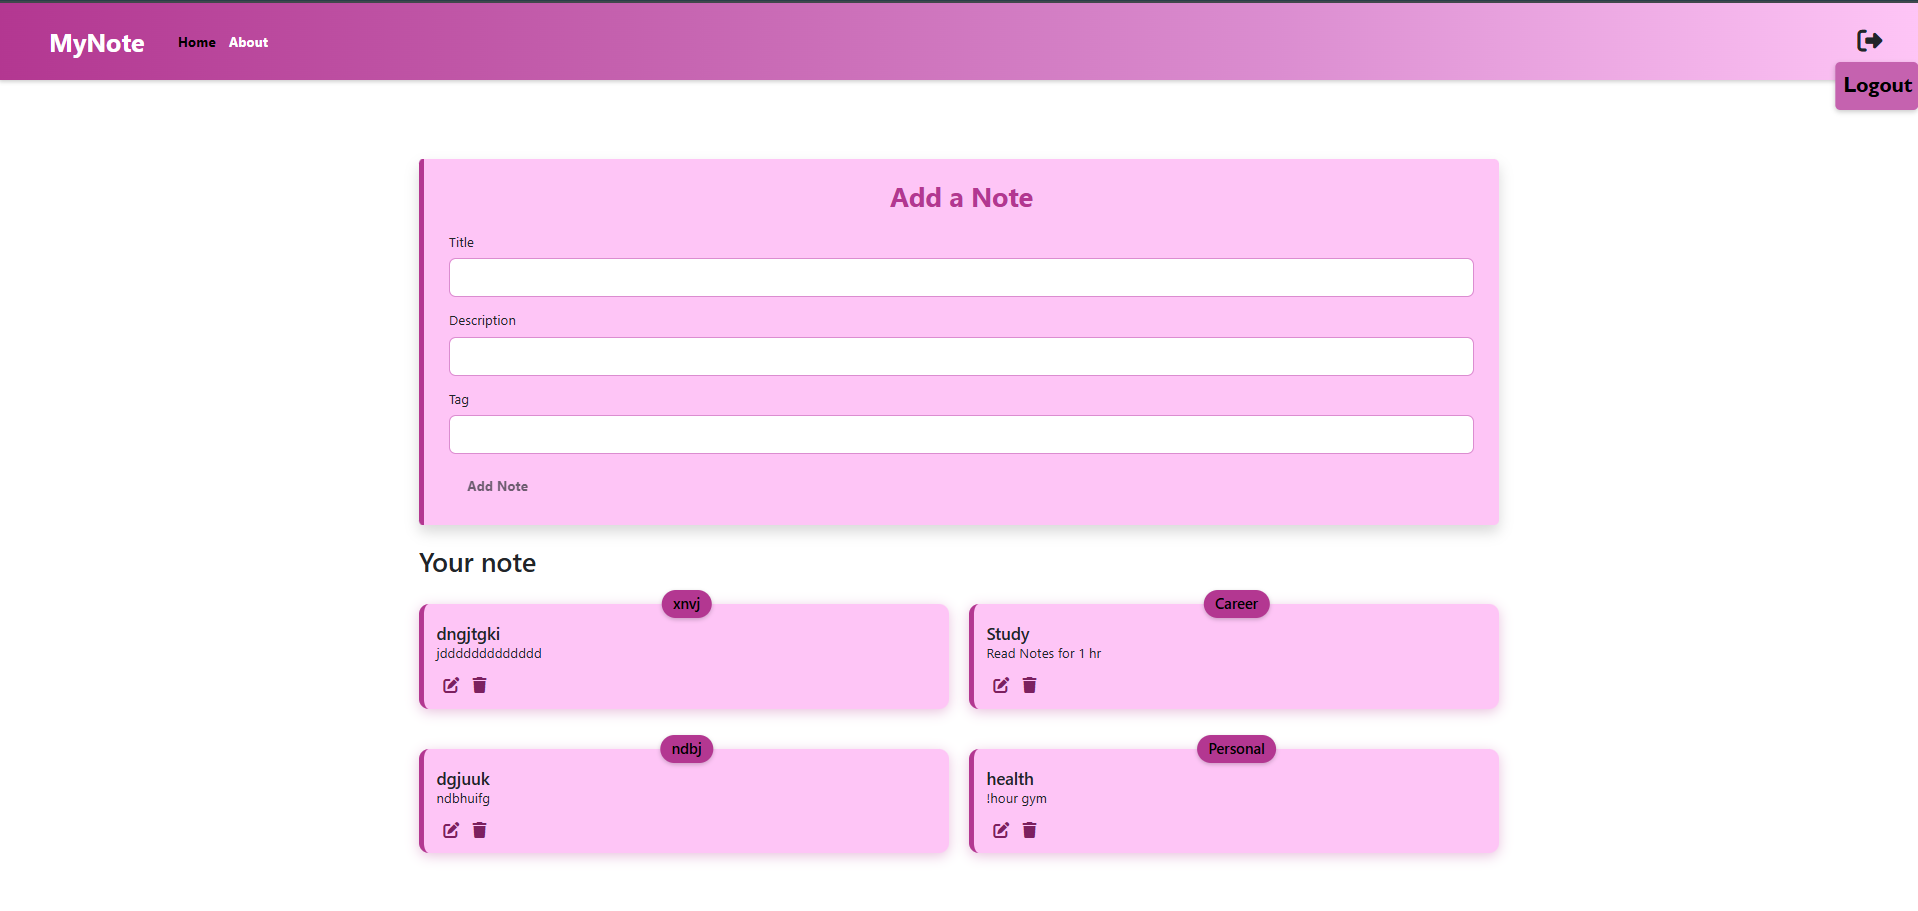 MyNote Home About
Logout
Add a Note
Title
Description
Tag
Add Note
Your note
xnvj
dngjtgki
jddddddddddddd
Career
Study
Read Notes for 1 hr
ndbj
dgjuuk
ndbhuifg
Personal
health
!hour gym